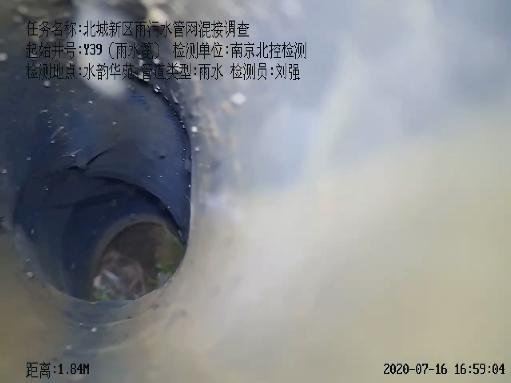 任务名称:北城新区雨污水管网混接调查
起始井号:Y39 (雨水篦) 检测单位:南京北控检测
检测地点:水韵华苑 管道类型:雨水 检测员:刘强
距离:1.84M
2020-07-16 16:59:04